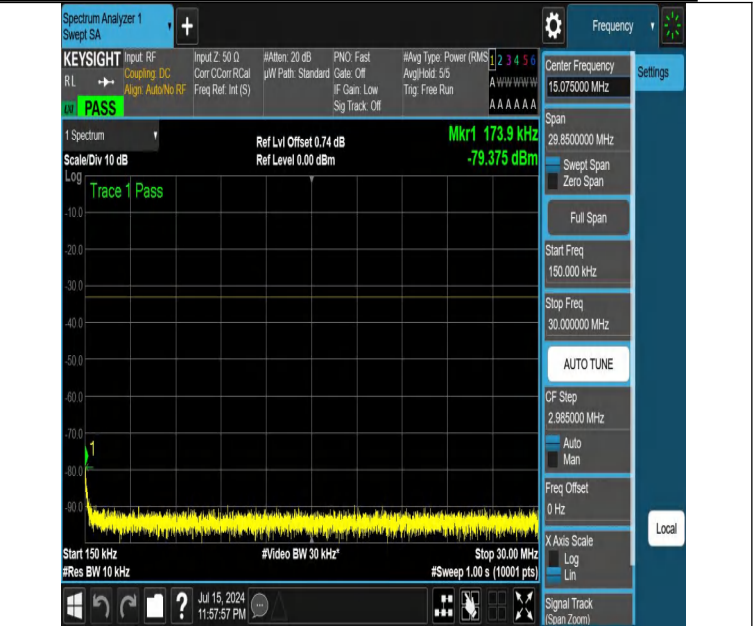 Spectrum Analyzer 1
Swept SA
+
Frequency
KEYSIGHT
RL
PASS
Input: RF
Coupling: DC
Align: Auto/No RF
Input Z: 50 Ω
Corr CCorr RCal
Freq Ref: Int (S)
#Atten: 20 dB
µW Path: Standard
PNO: Fast
Gate: Off
IF Gain: Low
Sig Track: Off
#Avg Type: Power (RMS
Avg|Hold: 5/5
Trig: Free Run
1 2 3 4 5 6
A W W W W W
A A A A A A
1 Spectrum
Scale/Div 10 dB
Ref Lvl Offset 0.74 dB
Ref Level 0.00 dBm
Mkr1 173.9 kHz
-79.375 dBm
Log
Trace 1 Pass
-10.0
-20.0
-30.0
-40.0
-50.0
-60.0
-70.0
1
-80.0
-90.0
Start 150 kHz
#Video BW 30 kHz*
Stop 30.00 MHz
#Res BW 10 kHz
#Sweep 1.00 s (10001 pts)
?
Jul 15, 2024
11:57:57 PM
Center Frequency
15.075000 MHz
Settings
Span
29.8500000 MHz
Swept Span
Zero Span
Full Span
Start Freq
150.000 kHz
Stop Freq
30.000000 MHz
AUTO TUNE
CF Step
2.985000 MHz
Auto
Man
Freq Offset
0 Hz
X Axis Scale
Log
Lin
Local
Signal Track
(Span Zoom)